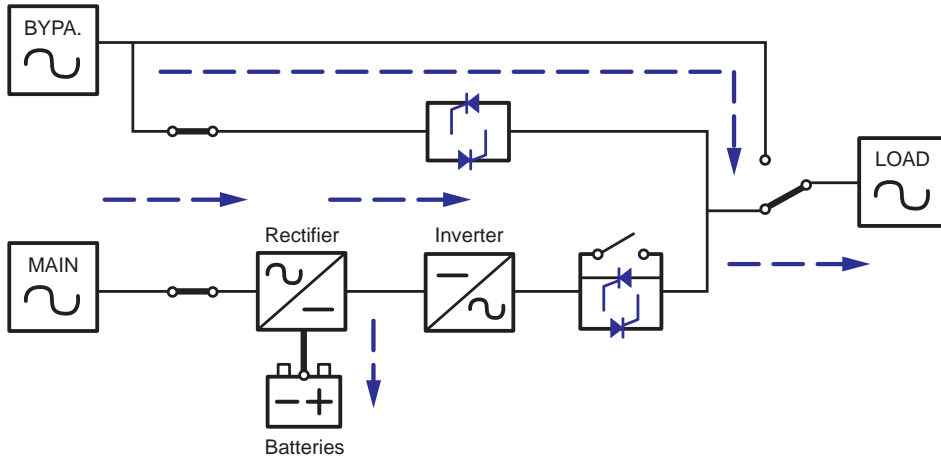 BYPA.
LOAD
Rectifier
Inverter
MAIN
Batteries